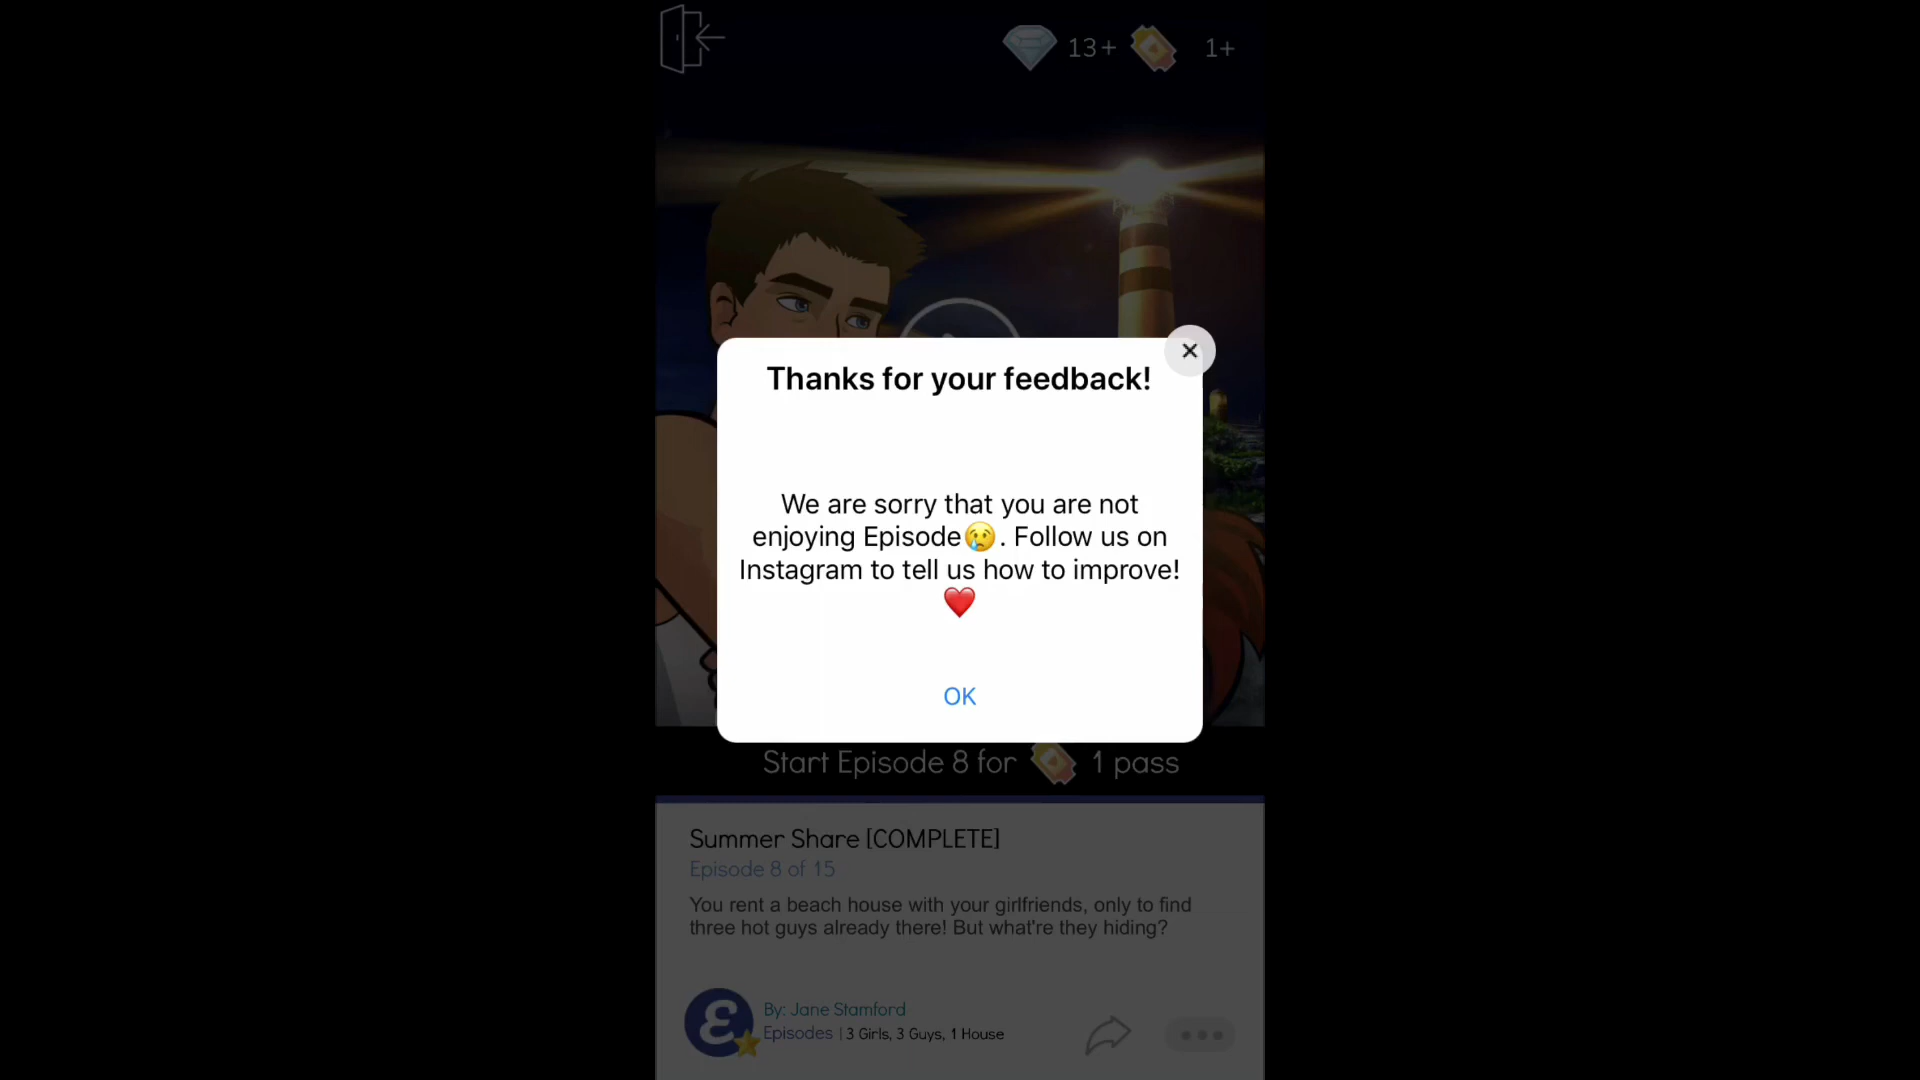 13+ 1+
Thanks for your feedback!
We are sorry that you are not
enjoying Episode😢. Follow us on
Instagram to tell us how to improve!
❤️
OK
Start Episode 8 for 1 pass
Summer Share [COMPLETE]
Episode 8 of 15
You rent a beach house with your girlfriends, only to find
three hot guys already there! But what're they hiding?
By: Jane Stamford
Episodes | 3 Girls, 3 Guys, 1 House